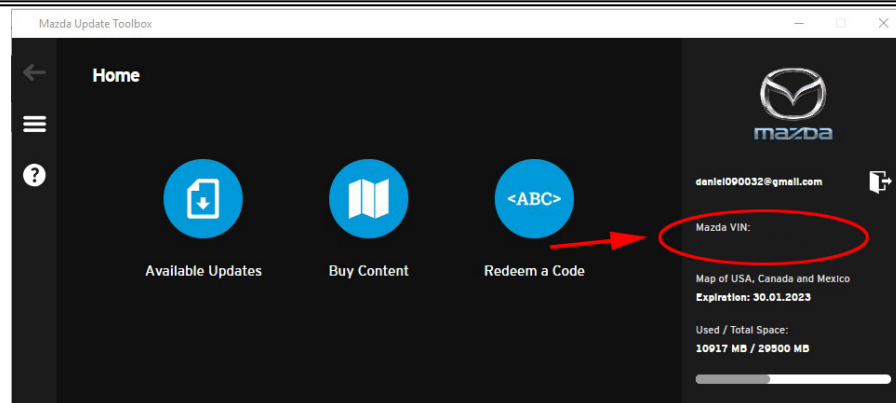 Mazda Update Toolbox
Home
?
mazda
daniel090032@gmail.com
<ABC>
Mazda VIN:
Available Updates
Buy Content
Redeem a Code
Map of USA, Canada and Mexico
Expiration: 30.01.2023
Used / Total Space:
10917 MB / 29500 MB